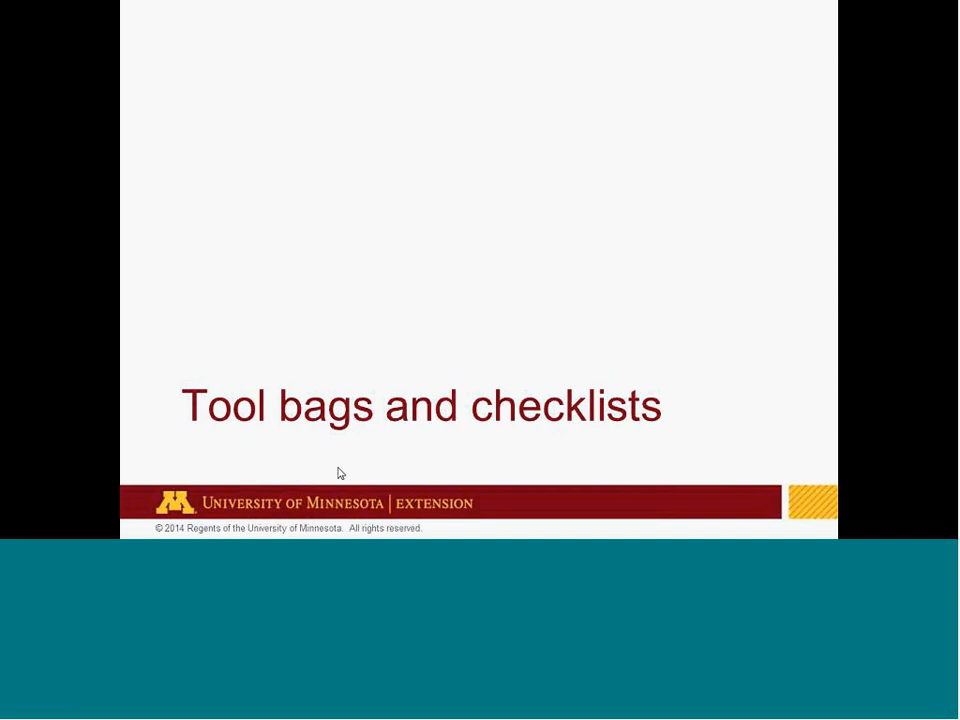 Tool bags and checklists
M UNIVERSITY OF MINNESOTA | EXTENSION
© 2014 Regents of the University of Minnesota. All rights reserved.